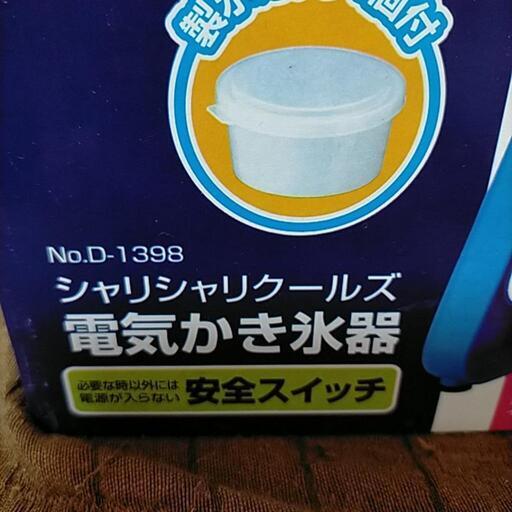 No.D-1398
シャリシャリクールズ
電気かき氷器
必要な時以外には
電源が入らない
安全スイッチ